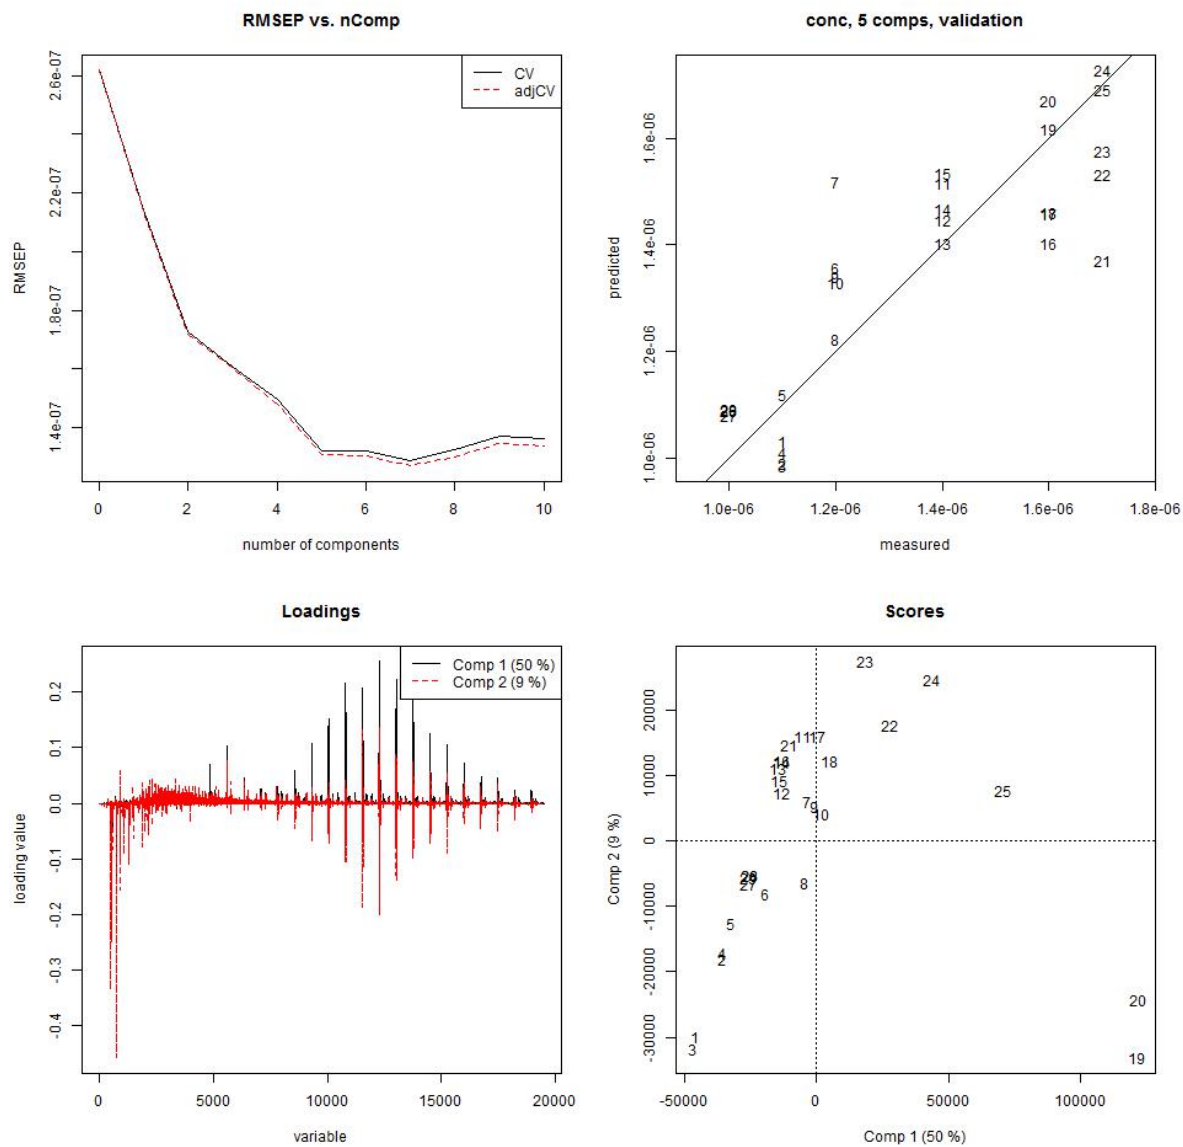 RMSEP vs. nComp
CV
adjCV
RMSEP
1.4e-07 1.8e-07 2.2e-07 2.6e-07
0 2 4 6 8 10
number of components
conc, 5 comps, validation
predicted
1.0e-06 1.2e-06 1.4e-06 1.6e-06
24
25
20
19
23
22
7
15
11
14
12
17
13
16
21
6
10
8
5
27
1
4
1.0e-06 1.2e-06 1.4e-06 1.6e-06 1.8e-06
measured
Loadings
Comp 1 (50 %)
Comp 2 (9 %)
loading value
-0.4 -0.3 -0.2 -0.1 0.0 0.1 0.2
0 5000 10000 15000 20000
variable
Scores
Comp 2 (9 %)
-30000 -20000 -10000 0 10000 20000
23
24
22
11 17
21
18
13
15
12
7
9
10
25
27
6
8
5
4
2
1
3
20
19
-50000 0 50000 100000
Comp 1 (50 %)